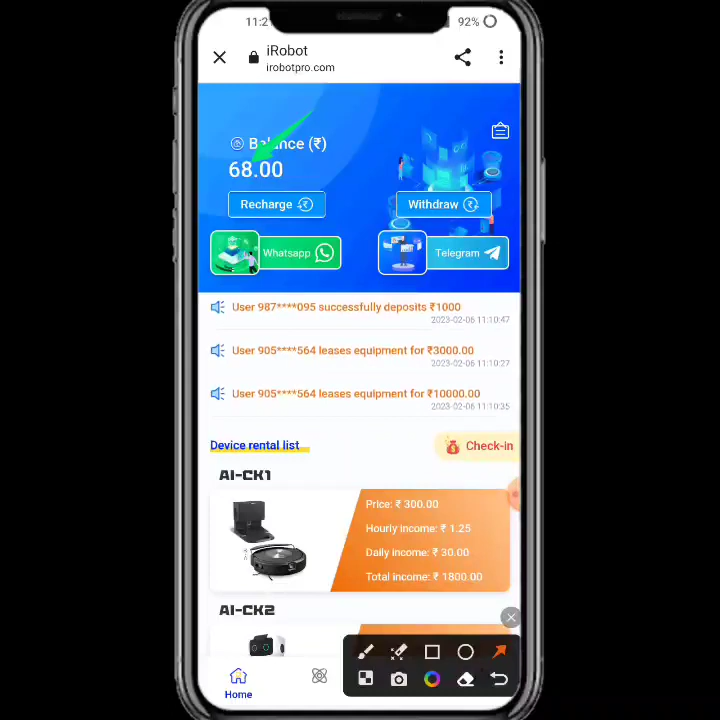 11:2
92%
iRobot
irobotpro.com
Balance (₹)
68.00
Recharge
Withdraw
Whatsapp
Telegram
User 987****095 successfully deposits ₹1000
2023-02-06 11:10:47
User 905****564 leases equipment for ₹3000.00
2023-02-06 11:10:27
User 905****564 leases equipment for ₹10000.00
2023-02-06 11:10:35
Device rental list
Check-in
AI-CK1
Price: ₹ 300.00
Hourly income: ₹ 1.25
Daily income: ₹ 30.00
Total income: ₹ 1800.00
AI-CK2
Home